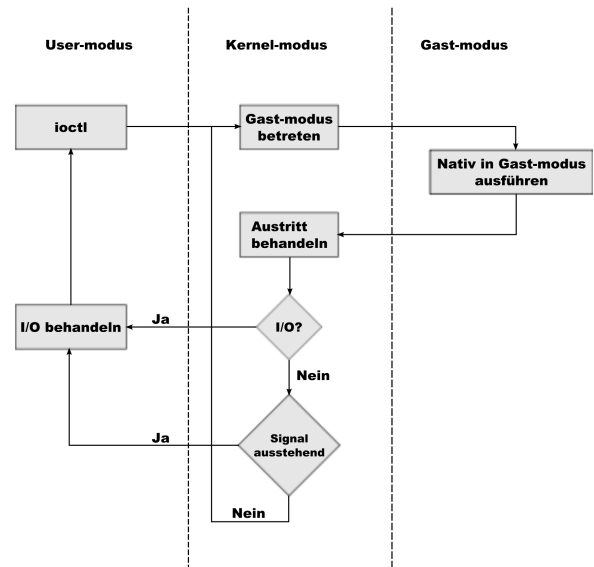 User-modus
Kernel-modus
Gast-modus
ioctl
Gast-modus
betreten
Nativ in Gast-modus
ausführen
Austritt
behandeln
I/O behandeln
Ja
I/O?
Nein
Ja
Signal
ausstehend
Nein